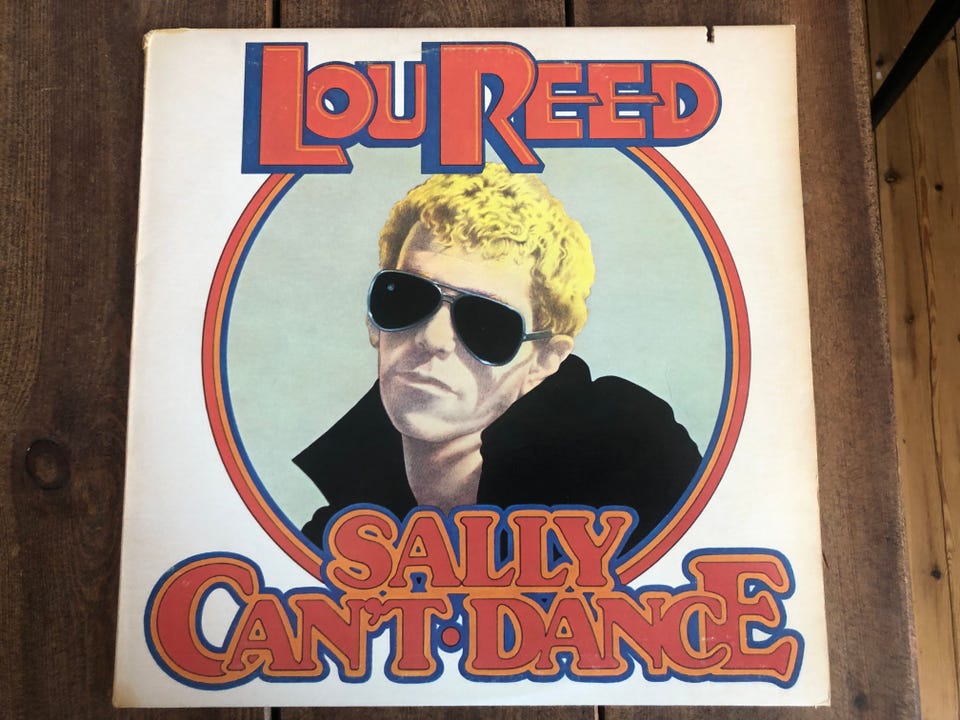 LOU REED
SALLY
CAN'T · DANCE